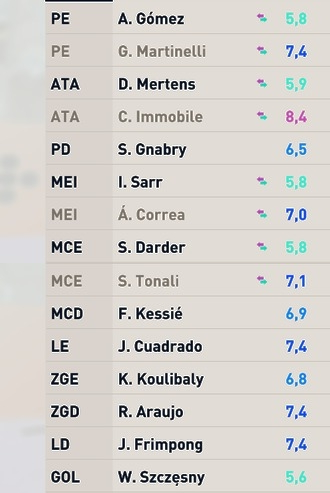 PE A. Gómez 5,8
PE G. Martinelli 7,4
ATA D. Mertens 5,9
ATA C. Immobile 8,4
PD S. Gnabry 6,5
MEI I. Sarr 5,8
MEI Á. Correa 7,0
MCE S. Darder 5,8
MCE S. Tonali 7,1
MCD F. Kessié 6,9
LE J. Cuadrado 7,4
ZGE K. Koulibaly 6,8
ZGD R. Araujo 7,4
LD J. Frimpong 7,4
GOL W. Szczęsny 5,6